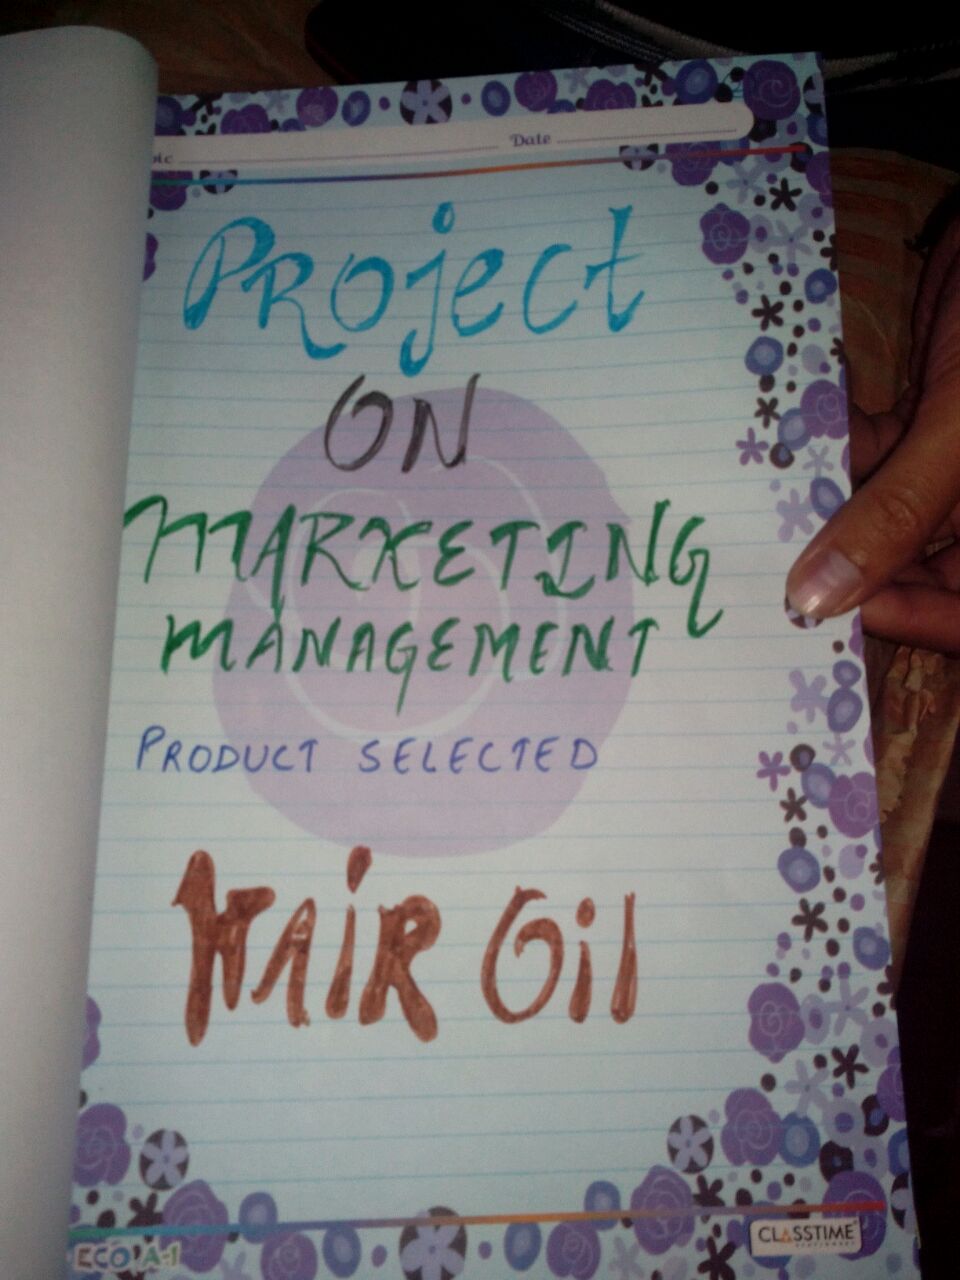 Date
PROject
ON
MARKETING
MANAGEMENT
PRODUCT SELECTED
HAIR Oil
CLASSTIME
ECO A-1